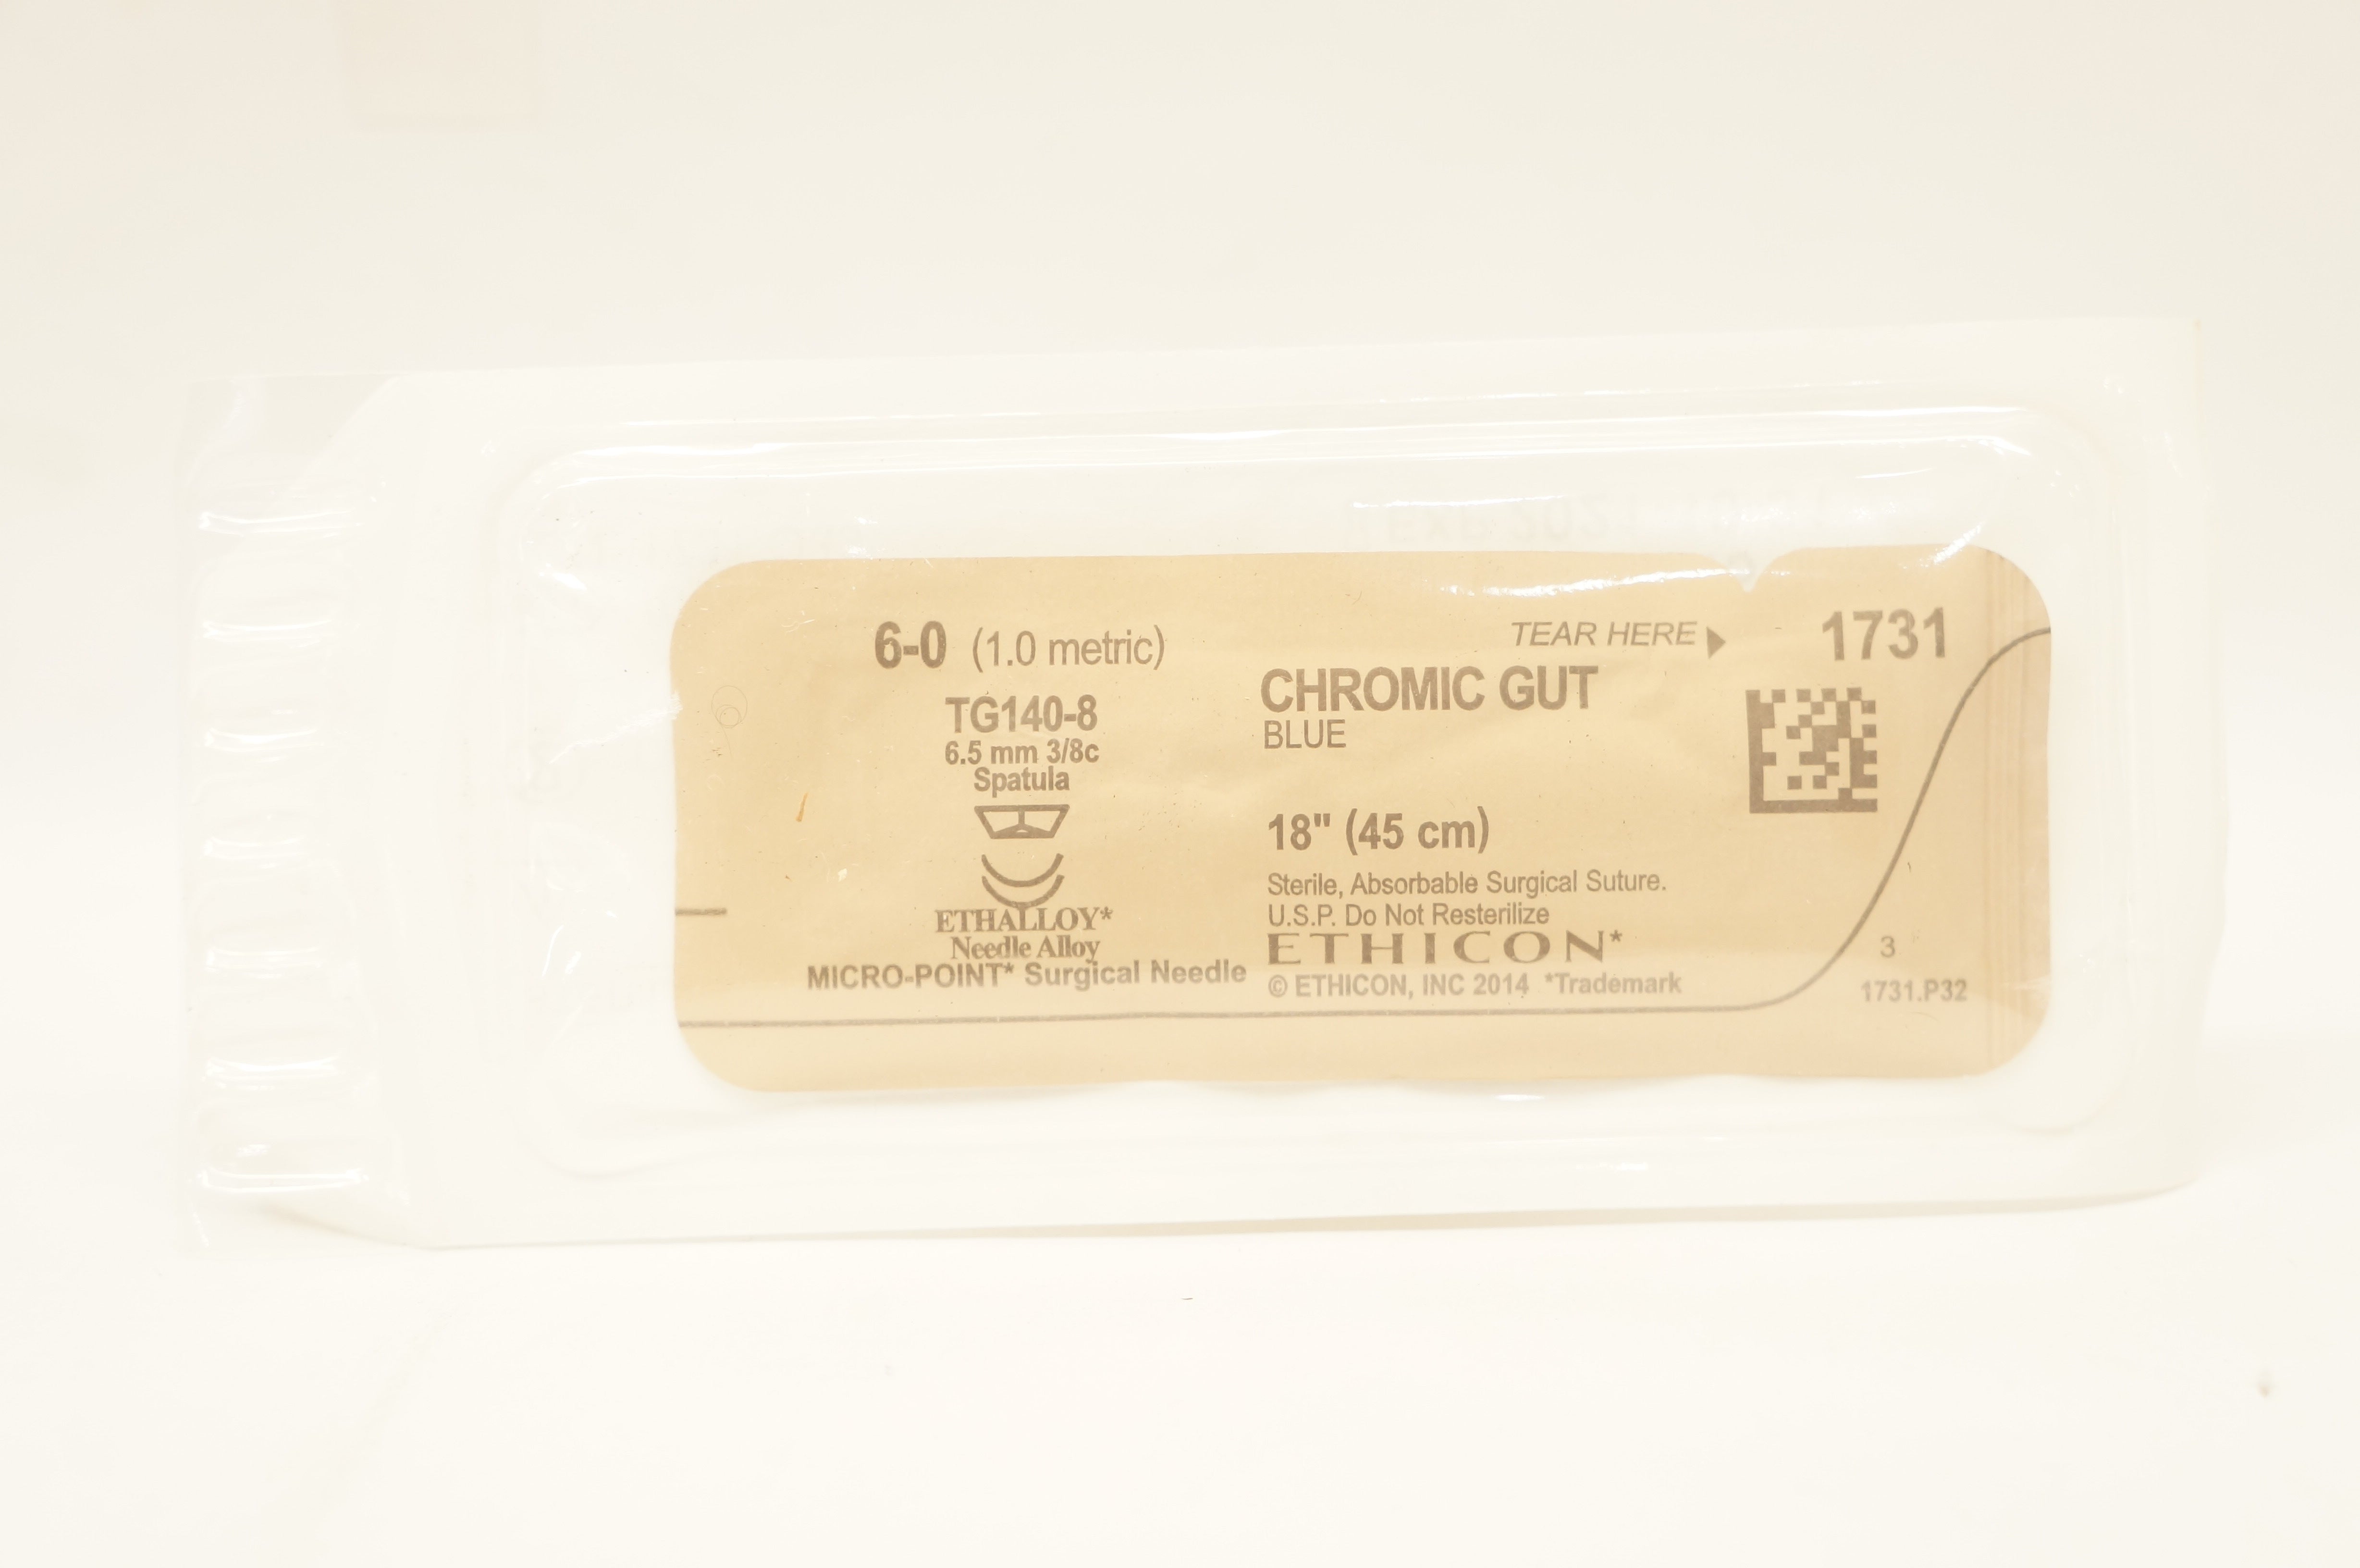 6-0 (1.0 metric)
TG140-8
6.5 mm 3/8c
Spatula
ETHALLOY*
Needle Alloy
MICRO-POINT* Surgical Needle
TEAR HERE
CHROMIC GUT
BLUE
18" (45 cm)
Sterile, Absorbable Surgical Suture.
U.S.P. Do Not Resterilize
ETHICON*
© ETHICON, INC 2014 *Trademark
1731
3
1731.P32